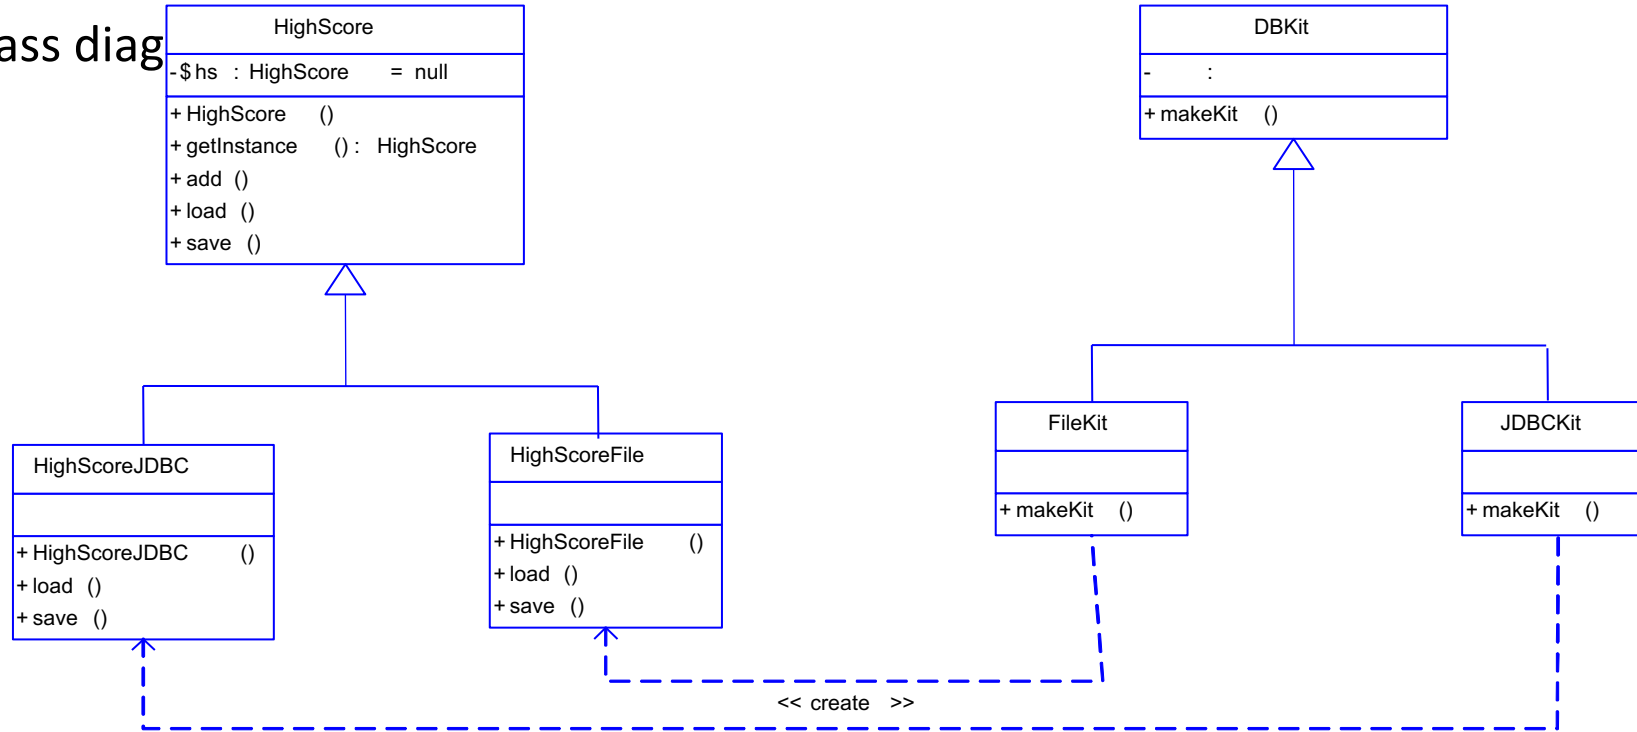 ass diag
HighScore
-$ hs : HighScore = null
+ HighScore ()
+ getInstance () : HighScore
+ add ()
+ load ()
+ save ()
DBKit
- :
+ makeKit ()
HighScoreJDBC
+ HighScoreJDBC ()
+ load ()
+ save ()
HighScoreFile
+ HighScoreFile ()
+ load ()
+ save ()
FileKit
+ makeKit ()
JDBCKit
+ makeKit ()
<< create >>